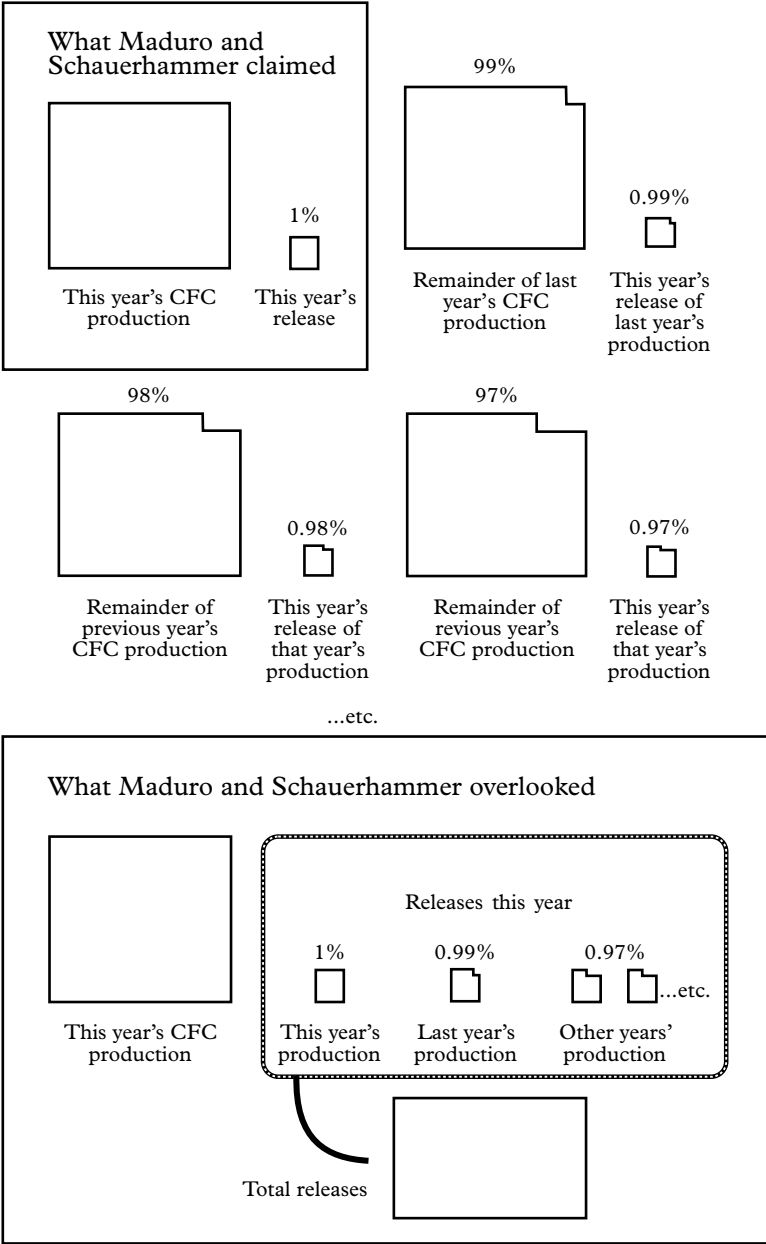 What Maduro and
Schauerhammer claimed
1%
This year's CFC
production
This year's
release
99%
0.99%
Remainder of last
year's CFC
production
This year's
release of
last year's
production
98%
0.98%
Remainder of
previous year's
CFC production
This year's
release of
that year's
production
97%
0.97%
Remainder of
revious year's
CFC production
This year's
release of
that year's
production
...etc.
What Maduro and Schauerhammer overlooked
This year's CFC
production
Releases this year
1%
0.99%
0.97%
...etc.
This year's
production
Last year's
production
Other years'
production
Total releases